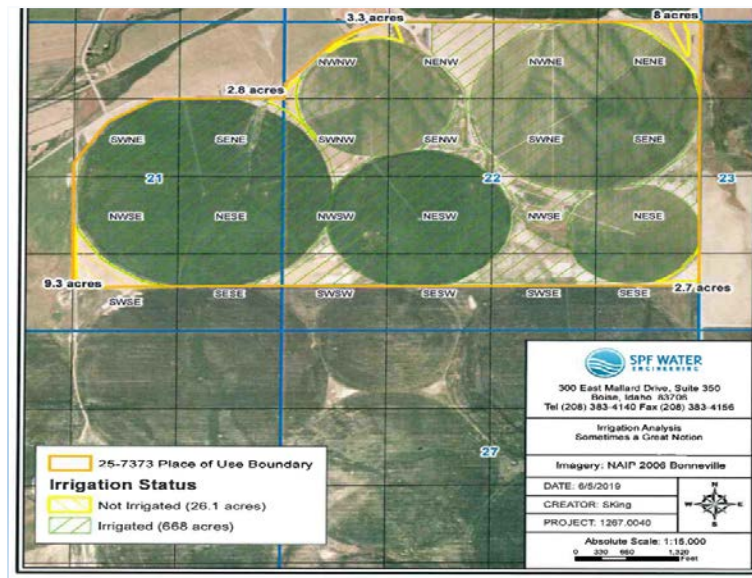 3.3 acres
8 acres
NWNW NENW NWNE NENE
2.8 acres
SWNE SENE SWNW SENW SWNE SENE
21 22 23
NWSE NESE NWSW NESW NWSE NESE
9.3 acres
2.7 acres
SWSE SESE SWSW SESW SWSE SESE
27
25-7373 Place of Use Boundary
Irrigation Status
Not Irrigated (26.1 acres)
Irrigated (668 acres)
SPF WATER
ENGINEERING
300 East Mallard Drive, Suite 350
Boise, Idaho 83706
Tel (208) 383-4140 Fax (208) 383-4156
Irrigation Analysis
Sometimes a Great Notion
Imagery: NAIP 2006 Bonneville
DATE: 6/5/2019
CREATOR: SKing
PROJECT: 1267.0040
N
W E
S
Absolute Scale: 1:15,000
0 330 660 1,320
Feet